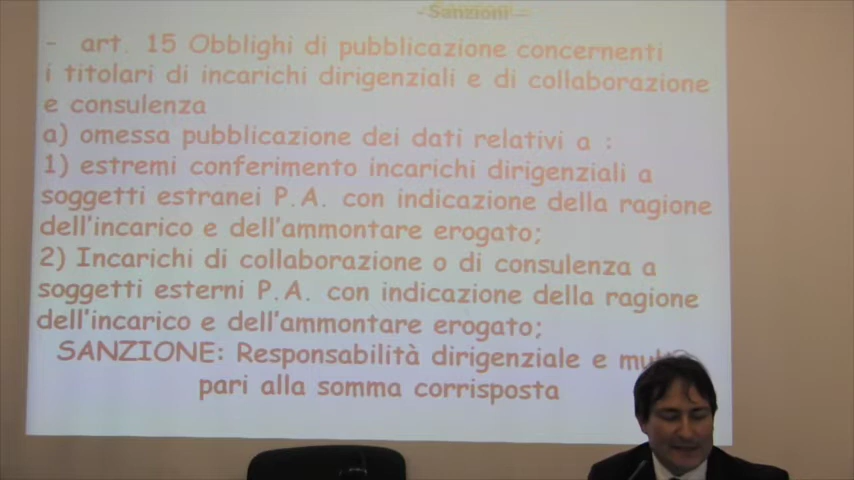 -Sanzioni-
- art. 15 Obblighi di pubblicazione concernenti
i titolari di incarichi dirigenziali e di collaborazione
e consulenza
a) omessa pubblicazione dei dati relativi a :
1) estremi conferimento incarichi dirigenziali a
soggetti estranei P.A. con indicazione della ragione
dell'incarico e dell'ammontare erogato;
2) Incarichi di collaborazione o di consulenza a
soggetti esterni P.A. con indicazione della ragione
dell'incarico e dell'ammontare erogato;
SANZIONE: Responsabilità dirigenziale e
pari alla somma corrisposta